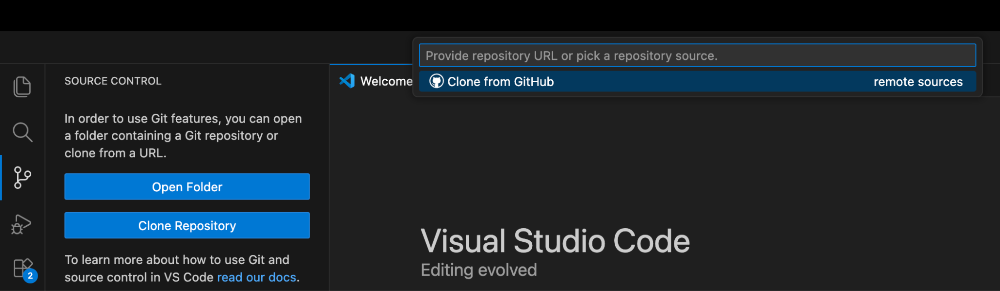 Provide repository URL or pick a repository source.
Clone from GitHub
remote sources
SOURCE CONTROL
Welcome
In order to use Git features, you can open
a folder containing a Git repository or
clone from a URL.
Open Folder
Clone Repository
To learn more about how to use Git and
source control in VS Code read our docs.
2
Visual Studio Code
Editing evolved